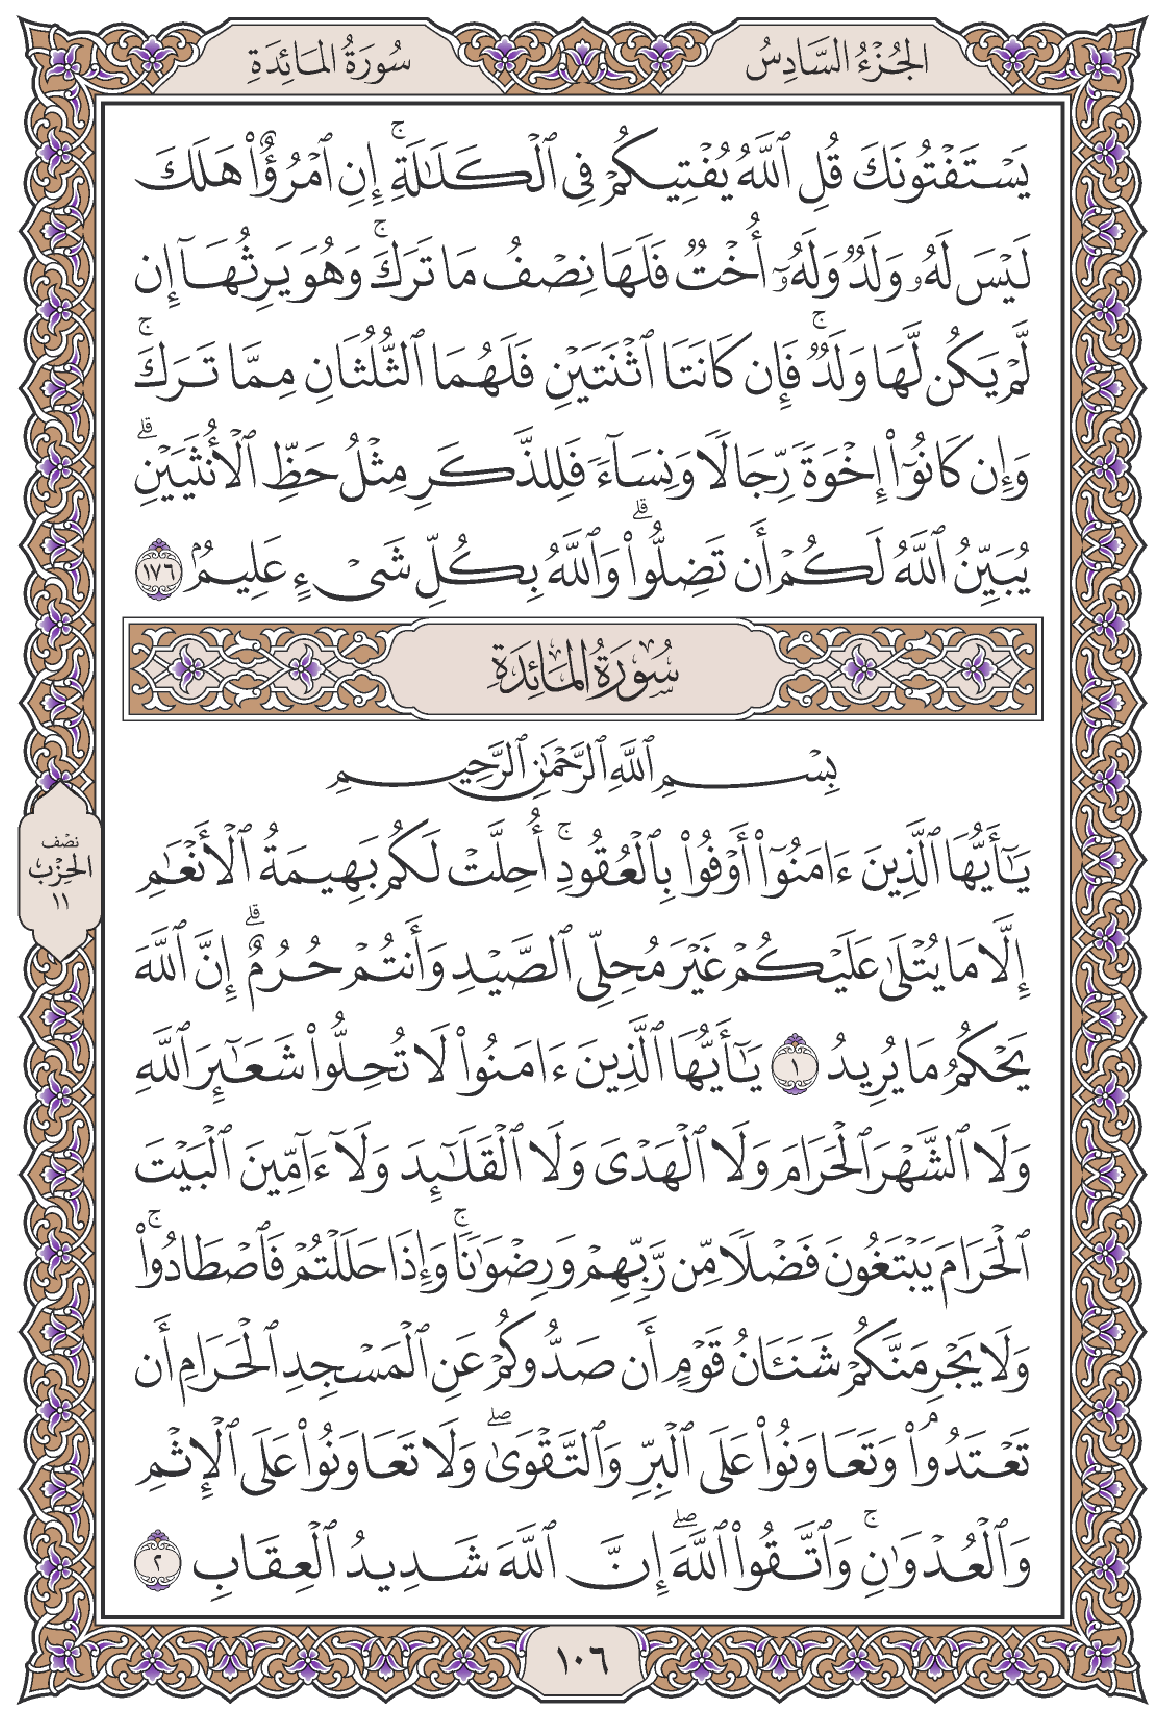 الجُزْءُ السَّادِسُ
سُورَةُ المَائِدَةِ
يَسْتَفْتُونَكَ قُلِ ٱللَّهُ يُفْتِيكُمْ فِى ٱلْكَلَـٰلَةِ ۚ إِنِ ٱمْرُؤٌا۟ هَلَكَ
لَيْسَ لَهُۥ وَلَدٌ وَلَهُۥٓ أُخْتٌ فَلَهَا نِصْفُ مَا تَرَكَ ۚ وَهُوَ يَرِثُهَآ إِن
لَّمْ يَكُن لَّهَا وَلَدٌ ۚ فَإِن كَانَتَا ٱثْنَتَيْنِ فَلَهُمَا ٱلثُّلُثَانِ مِمَّا تَرَكَ ۚ
وَإِن كَانُوٓا۟ إِخْوَةً رِّجَالًا وَنِسَآءً فَلِلذَّكَرِ مِثْلُ حَظِّ ٱلْأُنثَيَيْنِ ۗ
يُبَيِّنُ ٱللَّهُ لَكُمْ أَن تَضِلُّوا۟ ۗ وَٱللَّهُ بِكُلِّ شَىْءٍ عَلِيمٌۢ ١٧٦
سُورَةُ المَائِدَةِ
بِسْمِ ٱللَّهِ ٱلرَّحْمَـٰنِ ٱلرَّحِيمِ
يَـٰٓأَيُّهَا ٱلَّذِينَ ءَامَنُوٓا۟ أَوْفُوا۟ بِٱلْعُقُودِ ۚ أُحِلَّتْ لَكُم بَهِيمَةُ ٱلْأَنْعَـٰمِ
إِلَّا مَا يُتْلَىٰ عَلَيْكُمْ غَيْرَ مُحِلِّى ٱلصَّيْدِ وَأَنتُمْ حُرُمٌ ۗ إِنَّ ٱللَّهَ
يَحْكُمُ مَا يُرِيدُ ١ يَـٰٓأَيُّهَا ٱلَّذِينَ ءَامَنُوا۟ لَا تُحِلُّوا۟ شَعَـٰٓئِرَ ٱللَّهِ
وَلَا ٱلشَّهْرَ ٱلْحَرَامَ وَلَا ٱلْهَدْىَ وَلَا ٱلْقَلَـٰٓئِدَ وَلَآ ءَآمِّينَ ٱلْبَيْتَ
ٱلْحَرَامَ يَبْتَغُونَ فَضْلًا مِّن رَّبِّهِمْ وَرِضْوَٰنًا ۚ وَإِذَا حَلَلْتُمْ فَٱصْطَادُوا۟ ۚ
وَلَا يَجْرِمَنَّكُمْ شَنَـَٔانُ قَوْمٍ أَن صَدُّوكُمْ عَنِ ٱلْمَسْجِدِ ٱلْحَرَامِ أَن
تَعْتَدُوا۟ ۘ وَتَعَاوَنُوا۟ عَلَى ٱلْبِرِّ وَٱلتَّقْوَىٰ ۖ وَلَا تَعَاوَنُوا۟ عَلَى ٱلْإِثْمِ
وَٱلْعُدْوَٰنِ ۚ وَٱتَّقُوا۟ ٱللَّهَ ۖ إِنَّ ٱللَّهَ شَدِيدُ ٱلْعِقَابِ ٢
نصْف
الحِزْب
١١
١٠٦